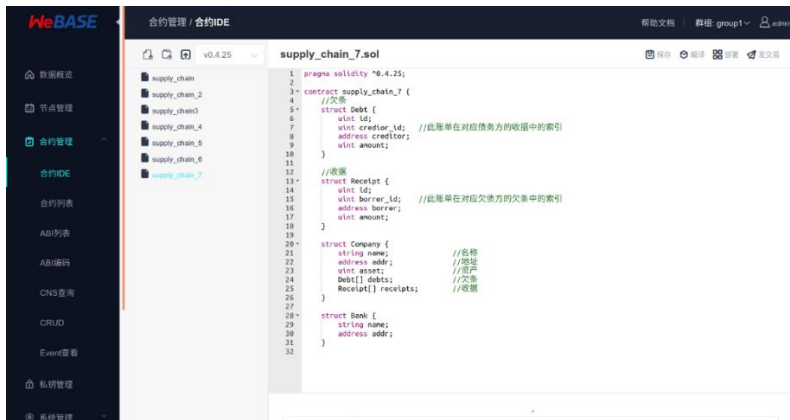 WeBASE
合约管理 / 合约IDE
帮助文档
群组: group1
admin
数据概览
节点管理
合约管理
合约IDE
合约列表
ABI列表
ABI编码
CNS查询
CRUD
Event查看
私钥管理
系统管理
v0.4.25
supply_chain
supply_chain_2
supply_chain3
supply_chain_4
supply_chain_5
supply_chain_6
supply_chain_7
supply_chain_7.sol
保存 编译 部署 发交易
1 pragma solidity ^0.4.25;
2
3 contract supply_chain_7 {
4 //欠条
5 struct Debt {
6 uint id;
7 uint credior_id; //此账单在对应债务方的收据中的索引
8 address creditor;
9 uint amount;
10 }
11
12 //收据
13 struct Receipt {
14 uint id;
15 uint borrer_id; //此账单在对应欠债方的欠条中的索引
16 address borrer;
17 uint amount;
18 }
19
20 struct Company {
21 string name; //名称
22 address addr; //地址
23 uint asset; //资产
24 Debt[] debts; //欠条
25 Receipt[] receipts; //收据
26 }
27
28 struct Bank {
29 string name;
30 address addr;
31 }
32